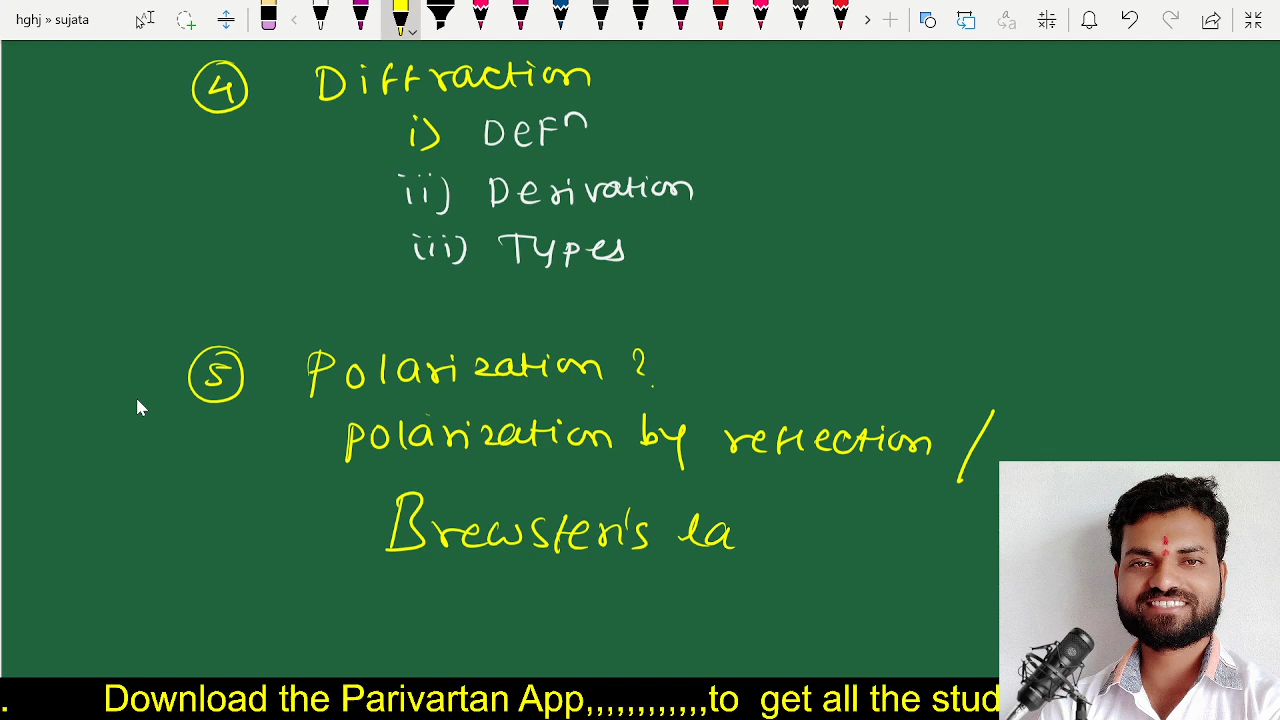 hghj » sujata
4 Diffraction
i) Defn
ii) Derivation
iii) Types
5 Polarization ?
polarization by reflection /
Brewster's la
. Download the Parivartan App,,,,,,,,,,,,to get all the stud